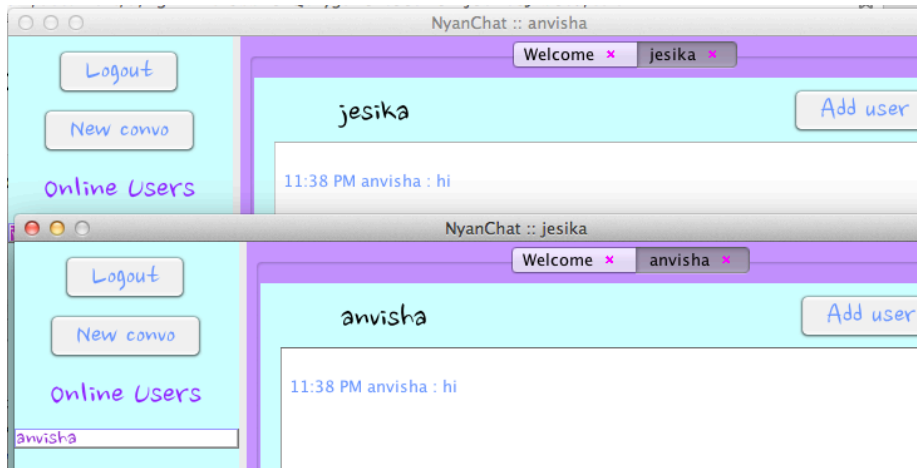 NyanChat :: anvisha
Logout
Welcome × jesika ×
jesika
Add user
New convo
11:38 PM anvisha : hi
Online Users
NyanChat :: jesika
Logout
Welcome × anvisha ×
anvisha
Add user
New convo
11:38 PM anvisha : hi
Online Users
anvisha